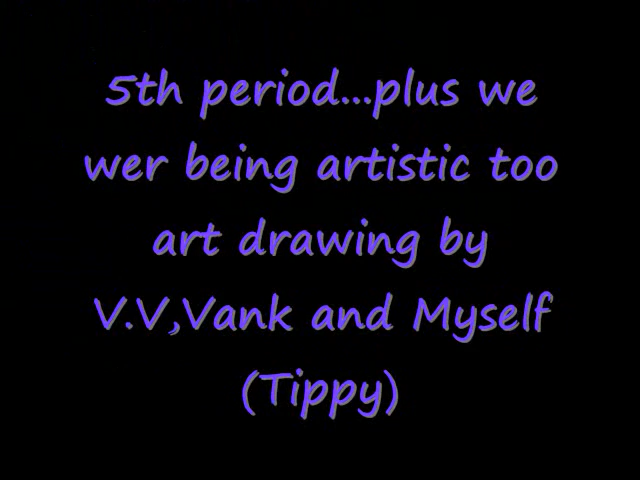 5th period...plus we
wer being artistic too
art drawing by
V.V,Vank and Myself
(Tippy)